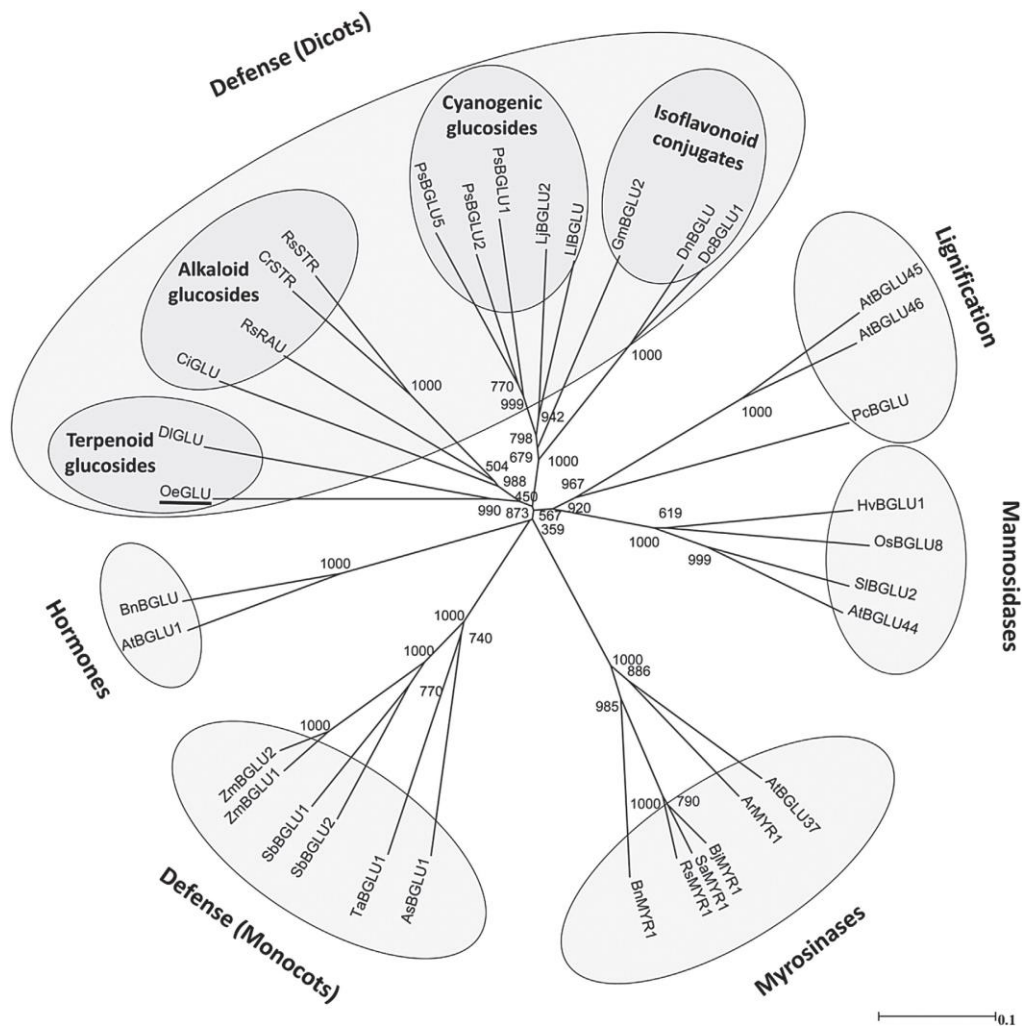 Defense (Dicots)
Cyanogenic
glucosides
PsBGLU5
PsBGLU2
PsBGLU1
LjBGLU2
LlBGLU
Isoflavonoid
conjugates
GmBGLU2
DnBGLU
DcBGLU1
Alkaloid
glucosides
RsSTR
CrSTR
RsRAU
CiGLU
Terpenoid
glucosides
DlGLU
OeGLU
Lignification
AtBGLU45
AtBGLU46
PcBGLU
1000
770
999
942
1000
1000
798
679
1000
504
988
967
450
990
873
567
920
359
619
1000
999
HvBGLU1
OsBGLU8
SlBGLU2
AtBGLU44
Mannosidases
Hormones
BnBGLU
AtBGLU1
1000
1000
740
1000
770
1000
ZmBGLU2
ZmBGLU1
SbBGLU1
SbBGLU2
TaBGLU1
AsBGLU1
Defense (Monocots)
1000
886
985
1000
790
BnMYR1
RsMYR1
SaMYR1
BjMYR1
ArMYR1
AtBGLU37
Myrosinases
0.1